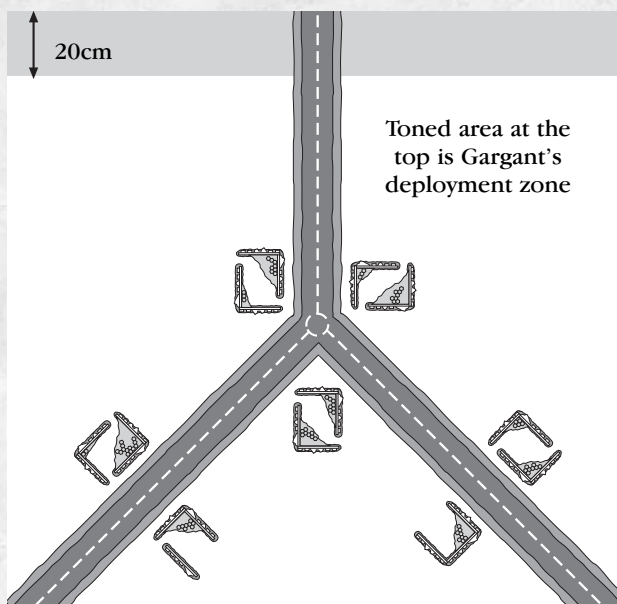 20cm
Toned area at the
top is Gargant’s
deployment zone